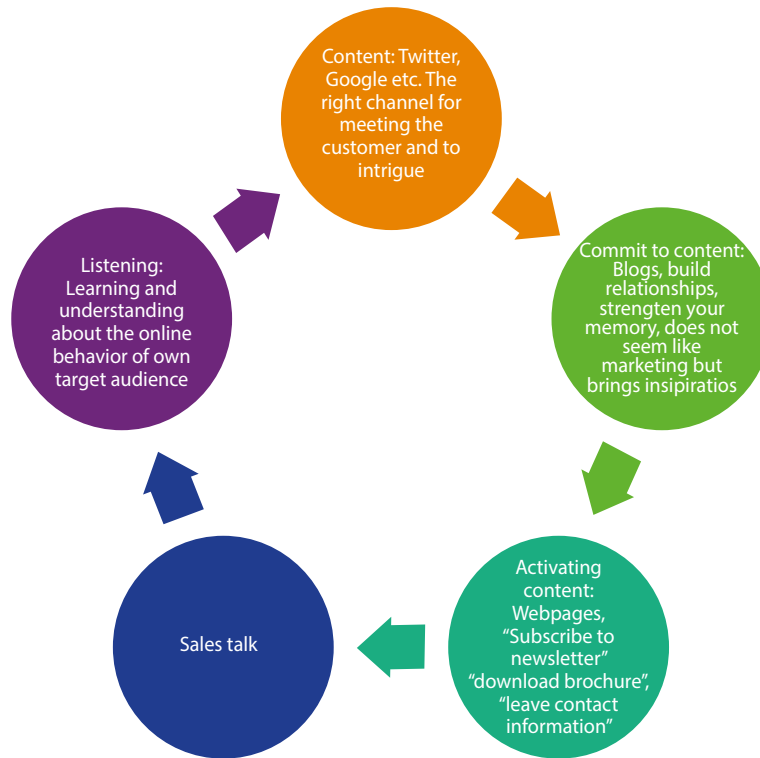 Content: Twitter,
Google etc. The
right channel for
meeting the
customer and to
intrigue
Commit to content:
Blogs, build
relationships,
strengthen your
memory, does not
seem like
marketing but
brings insipiratios
Activating
content:
Webpages,
“Subscribe to
newsletter”
“download brochure”,
“leave contact
information”
Sales talk
Listening:
Learning and
understanding
about the online
behavior of own
target audience